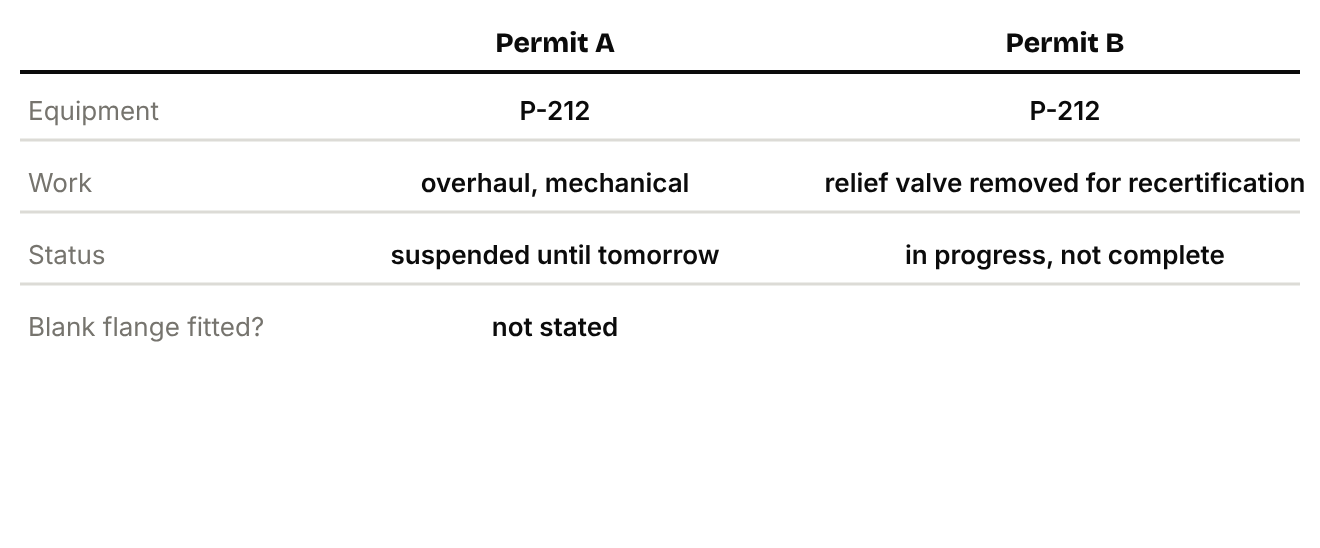 Permit A Permit B
Equipment P-212 P-212
Work overhaul, mechanical relief valve removed for recertification
Status suspended until tomorrow in progress, not complete
Blank flange fitted? not stated